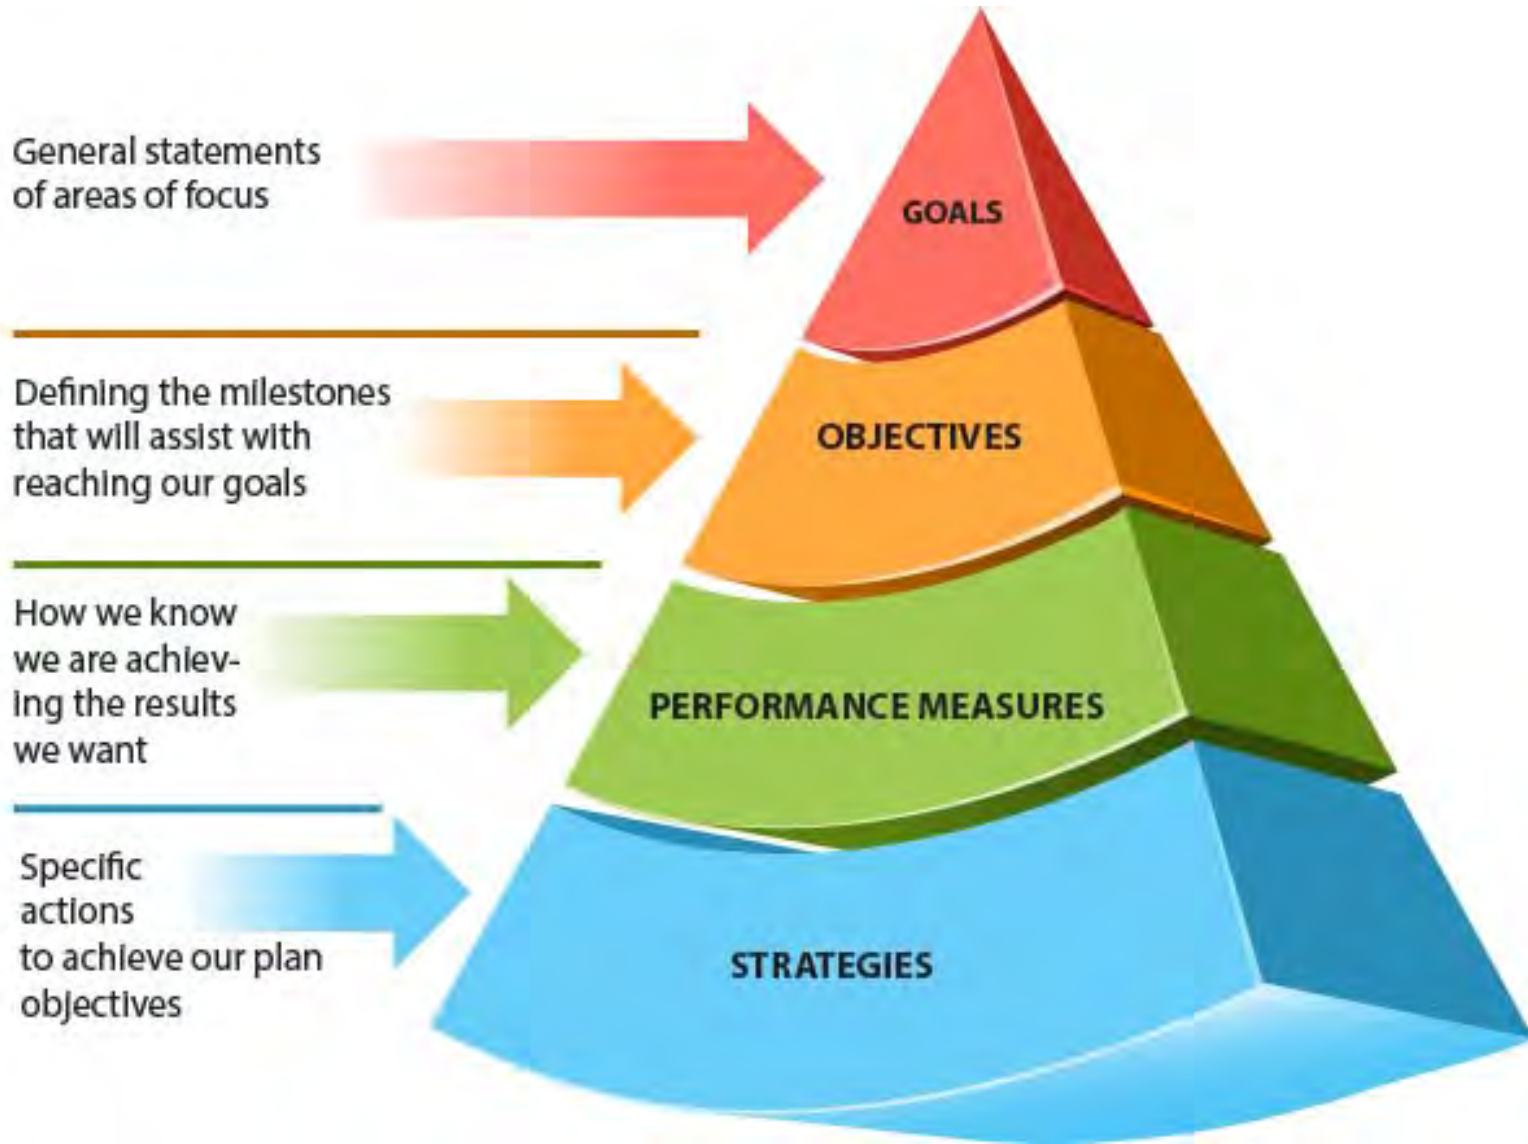 General statements
of areas of focus
GOALS
Defining the milestones
that will assist with
reaching our goals
OBJECTIVES
How we know
we are achiev-
ing the results
we want
PERFORMANCE MEASURES
Specific
actions
to achieve our plan
objectives
STRATEGIES